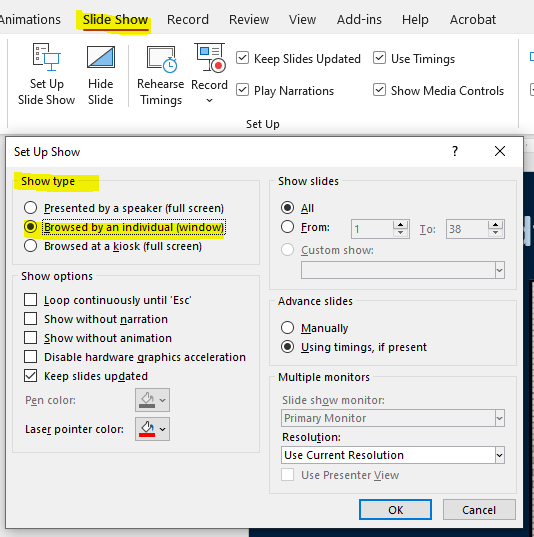 Animations Slide Show Record Review View Add-ins Help Acrobat
Set Up
Slide Show
Hide
Slide
Rehearse
Timings
Record
Keep Slides Updated
Use Timings
Play Narrations
Show Media Controls
Set Up
Set Up Show
? ×
Show type
Presented by a speaker (full screen)
Browsed by an individual (window)
Browsed at a kiosk (full screen)
Show options
Loop continuously until 'Esc'
Show without narration
Show without animation
Disable hardware graphics acceleration
Keep slides updated
Pen color:
Laser pointer color:
Show slides
All
From: 1 To: 38
Custom show:
Advance slides
Manually
Using timings, if present
Multiple monitors
Slide show monitor:
Primary Monitor
Resolution:
Use Current Resolution
Use Presenter View
OK Cancel